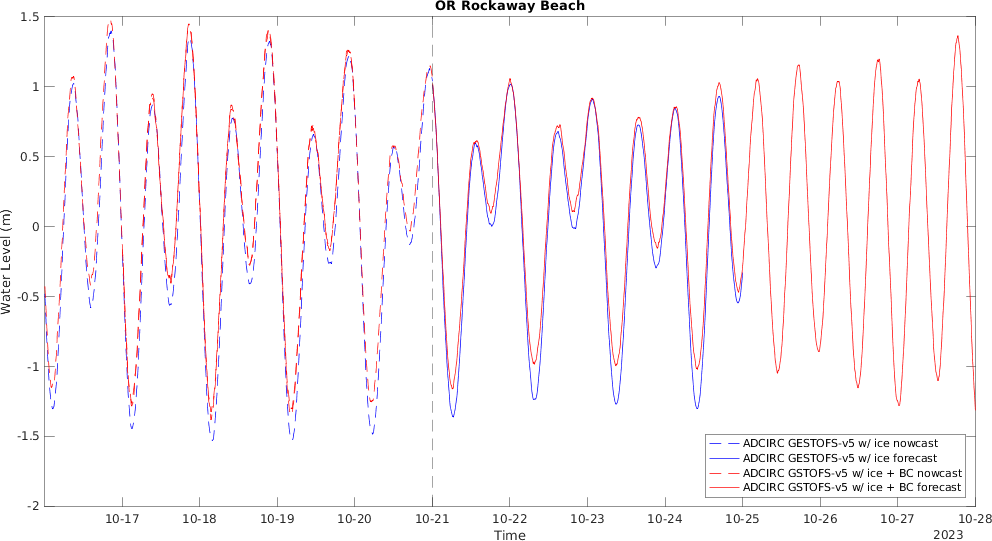 OR Rockaway Beach
1.5
1
0.5
0
-0.5
-1
-1.5
-2
Water Level (m)
ADCIRC GESTOFS-v5 w/ ice nowcast
ADCIRC GESTOFS-v5 w/ ice forecast
ADCIRC GSTOFS-v5 w/ ice + BC nowcast
ADCIRC GSTOFS-v5 w/ ice + BC forecast
10-17 10-18 10-19 10-20 10-21 10-22 10-23 10-24 10-25 10-26 10-27 10-28
Time
2023